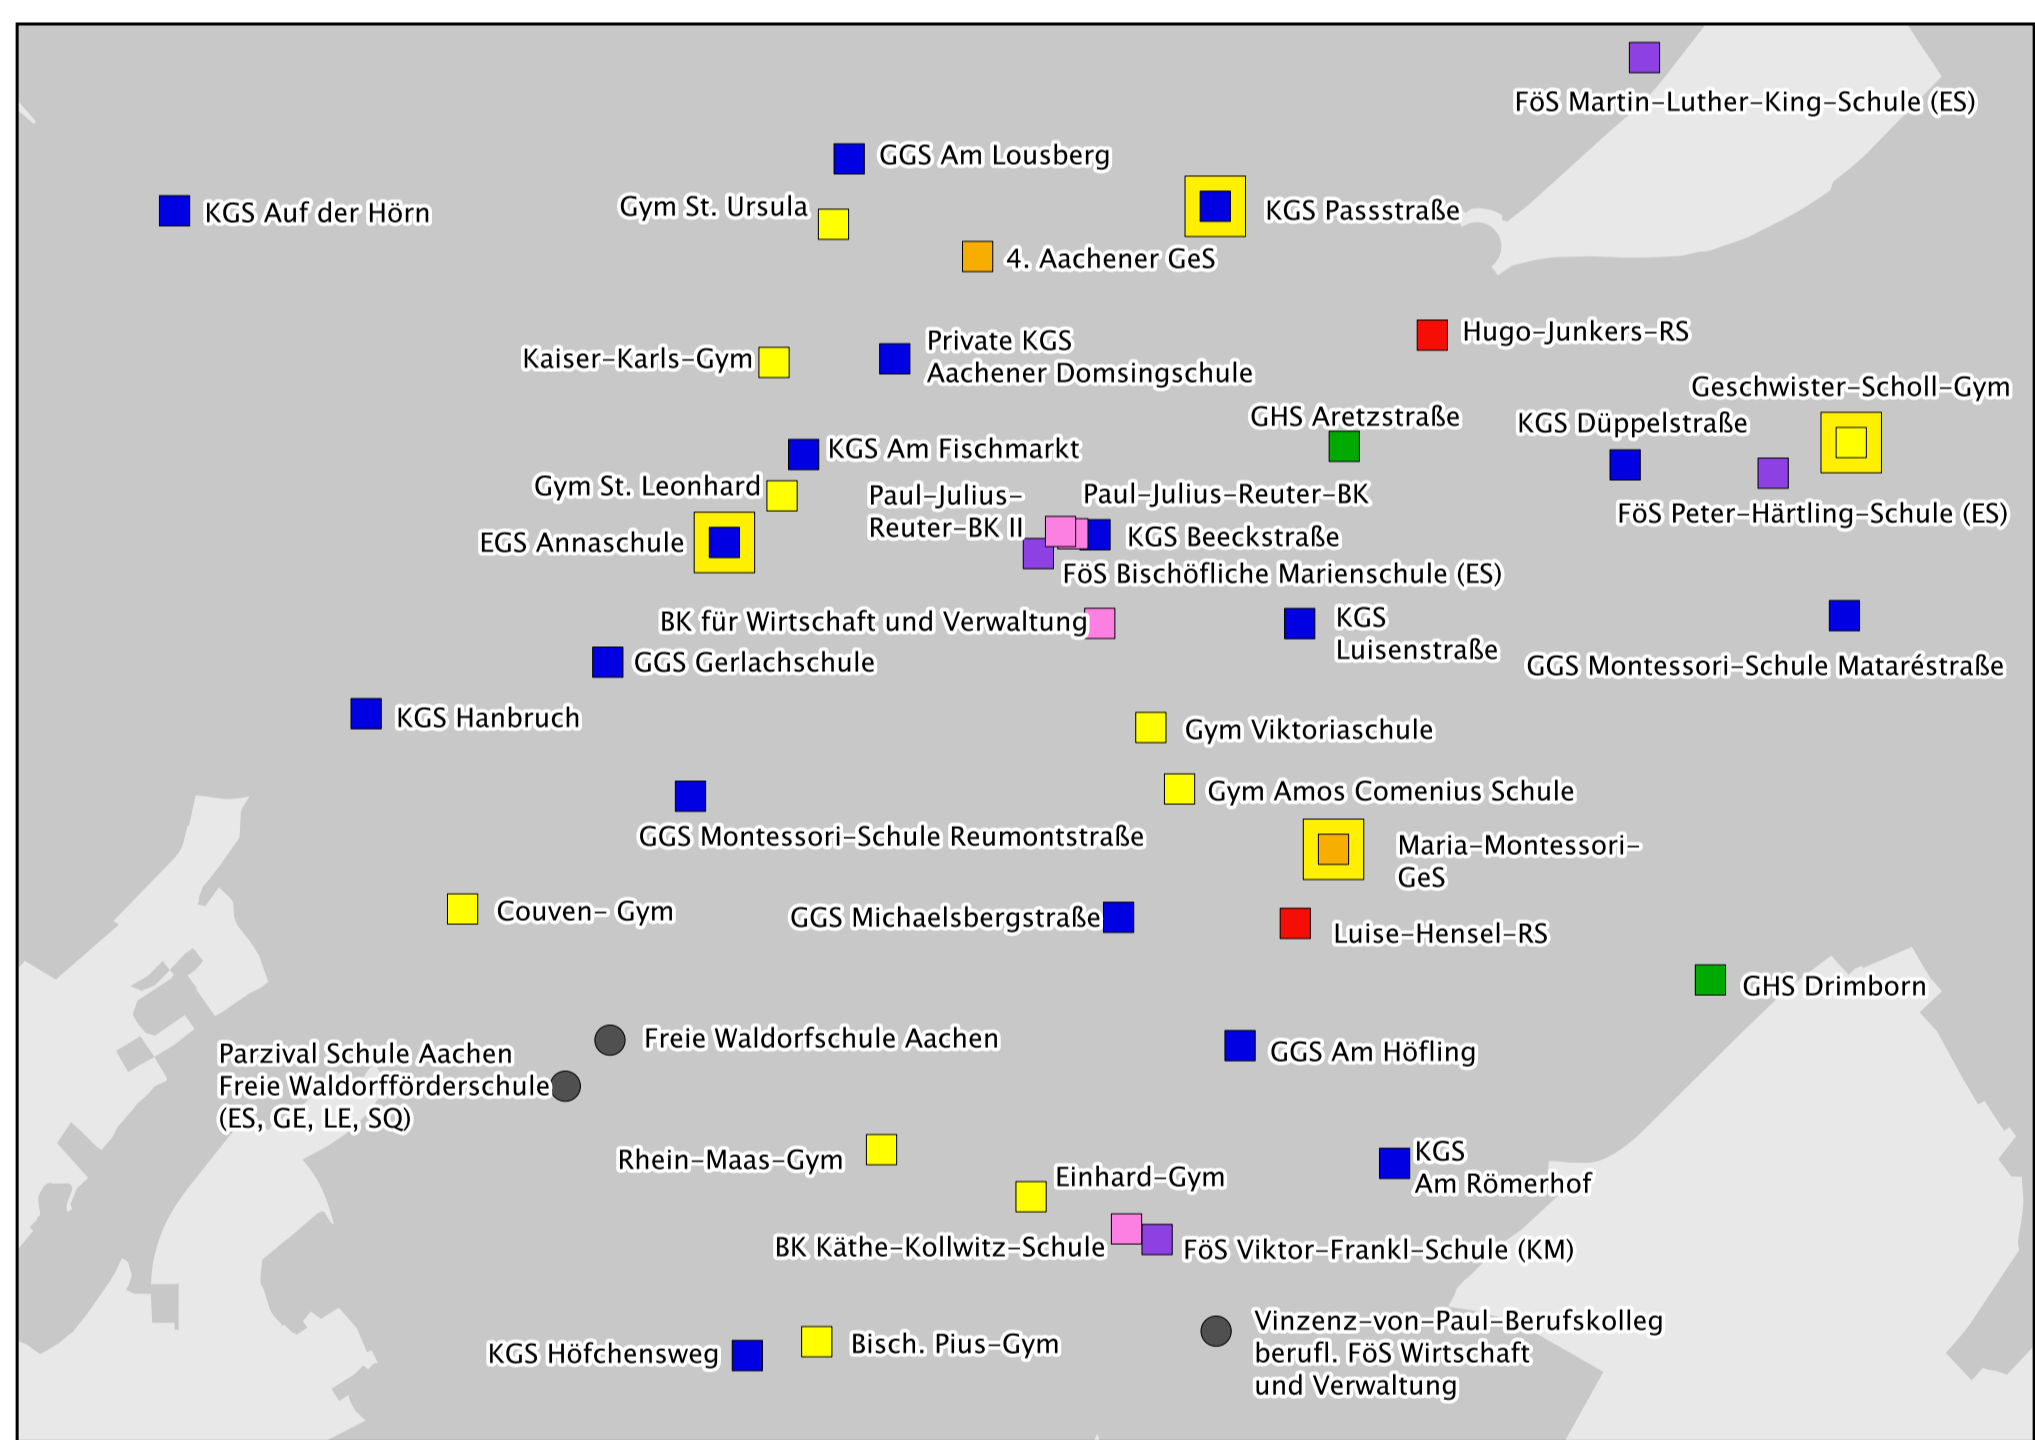 FöS Martin-Luther-King-Schule (ES)
GGS Am Lousberg
KGS Auf der Hörn
Gym St. Ursula
KGS Passstraße
4. Aachener GeS
Hugo-Junkers-RS
Kaiser-Karls-Gym
Private KGS
Aachener Domsingschule
Geschwister-Scholl-Gym
GHS Aretzstraße
KGS Düppelstraße
KGS Am Fischmarkt
Gym St. Leonhard
Paul-Julius-
Reuter-BK II
Paul-Julius-Reuter-BK
FöS Peter-Härtling-Schule (ES)
EGS Annaschule
KGS Beeckstraße
FöS Bischöfliche Marienschule (ES)
BK für Wirtschaft und Verwaltung
KGS
Luisenstraße
GGS Gerlachschule
GGS Montessori-Schule Mataréstraße
KGS Hanbruch
Gym Viktoriaschule
Gym Amos Comenius Schule
GGS Montessori-Schule Reumontstraße
Maria-Montessori-
GeS
Couven- Gym
GGS Michaelsbergstraße
Luise-Hensel-RS
GHS Drimborn
Freie Waldorfschule Aachen
GGS Am Höfling
Parzival Schule Aachen
Freie Waldorfförderschule
(ES, GE, LE, SQ)
Rhein-Maas-Gym
KGS
Am Römerhof
Einhard-Gym
BK Käthe-Kollwitz-Schule
FöS Viktor-Frankl-Schule (KM)
Vinzenz-von-Paul-Berufskolleg
berufl. FöS Wirtschaft
und Verwaltung
KGS Höfchensweg
Bisch. Pius-Gym